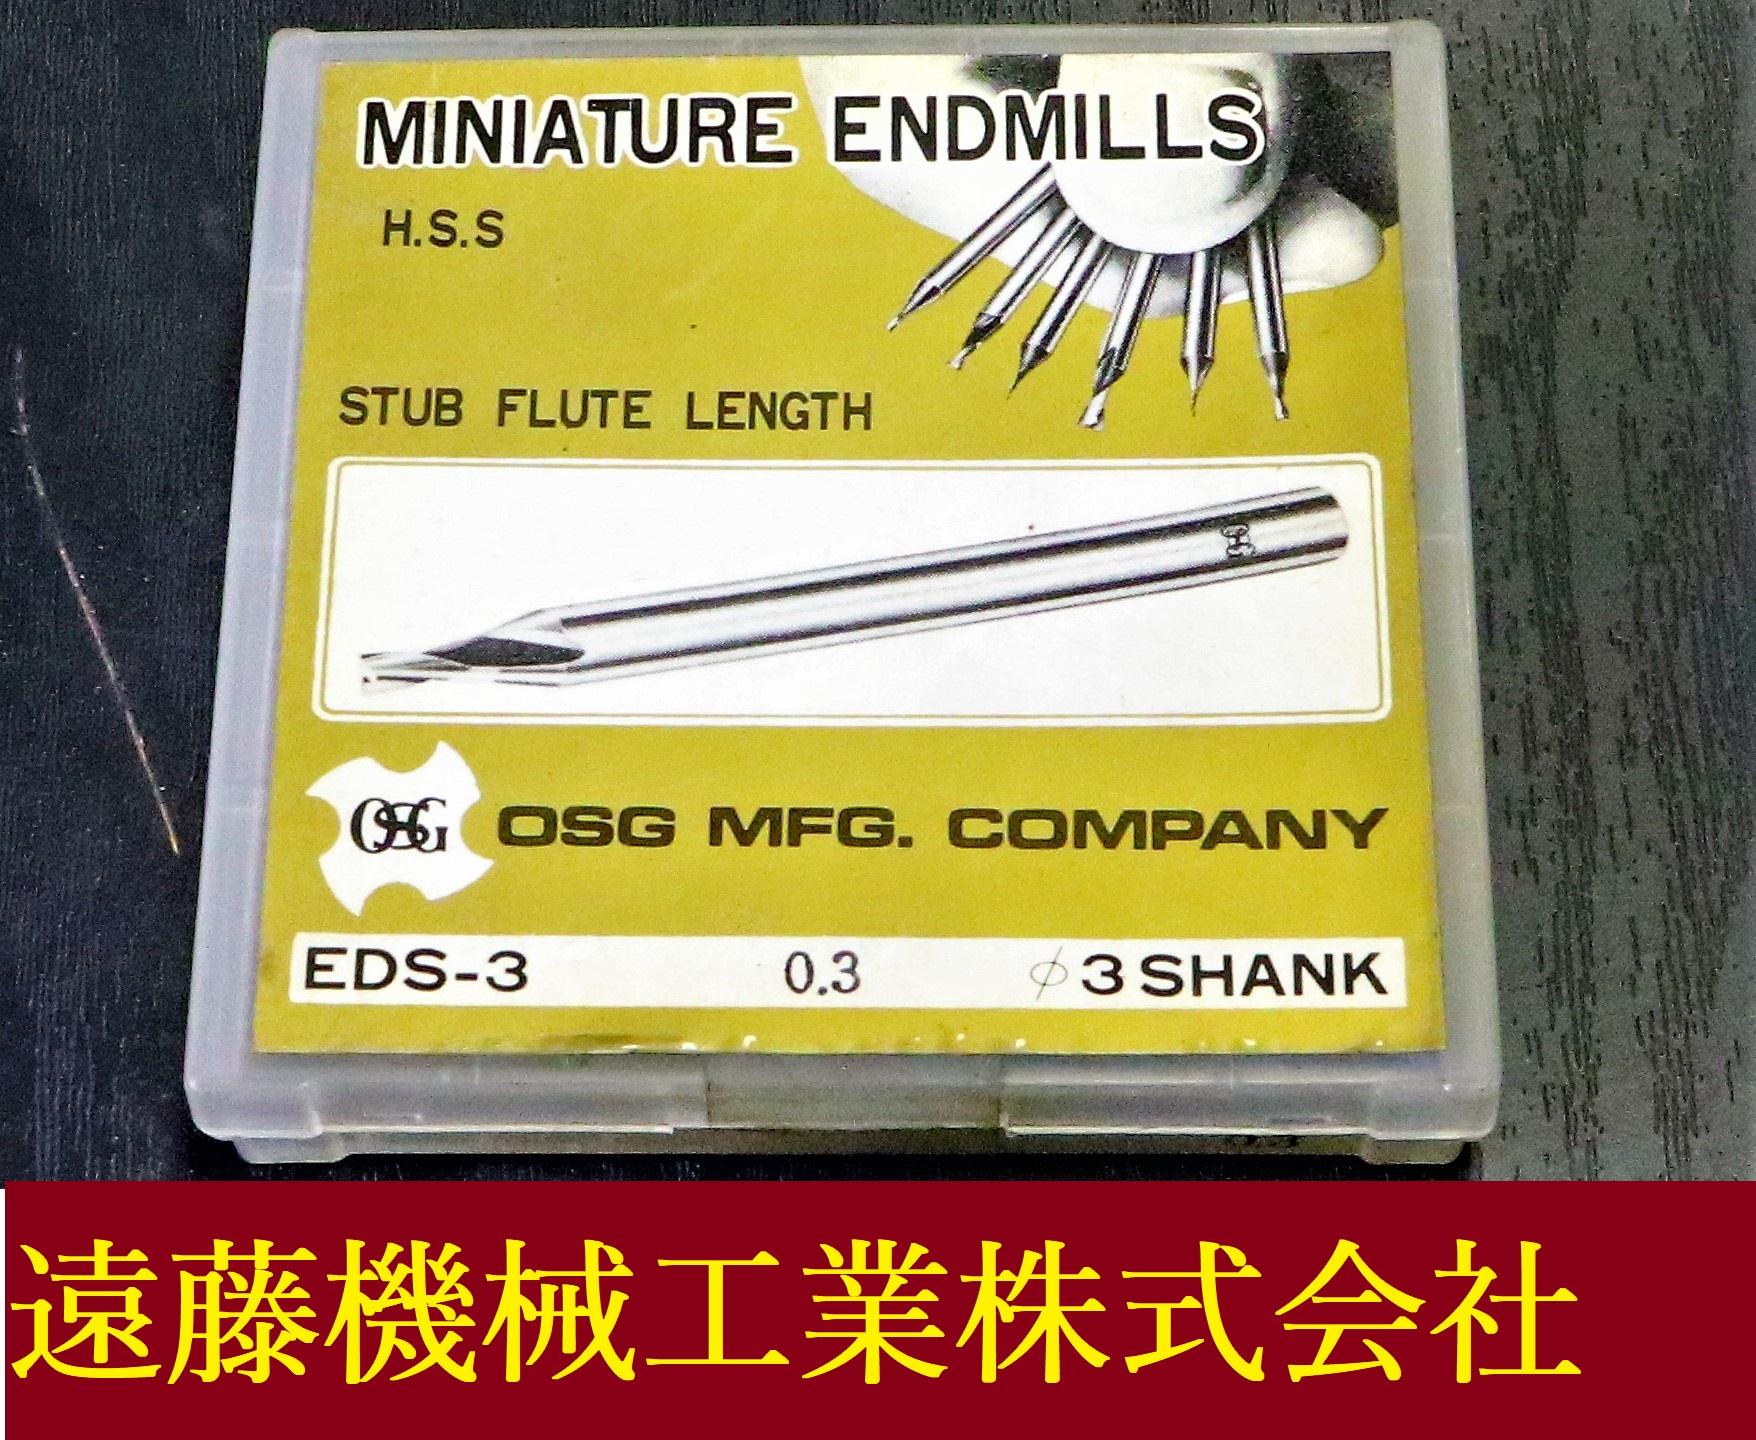 MINIATURE ENDMILLS
H.S.S
STUB FLUTE LENGTH
OSG
OSG OSG MFG. COMPANY
EDS-3 0.3 φ3 SHANK
遠藤機械工業株式会社